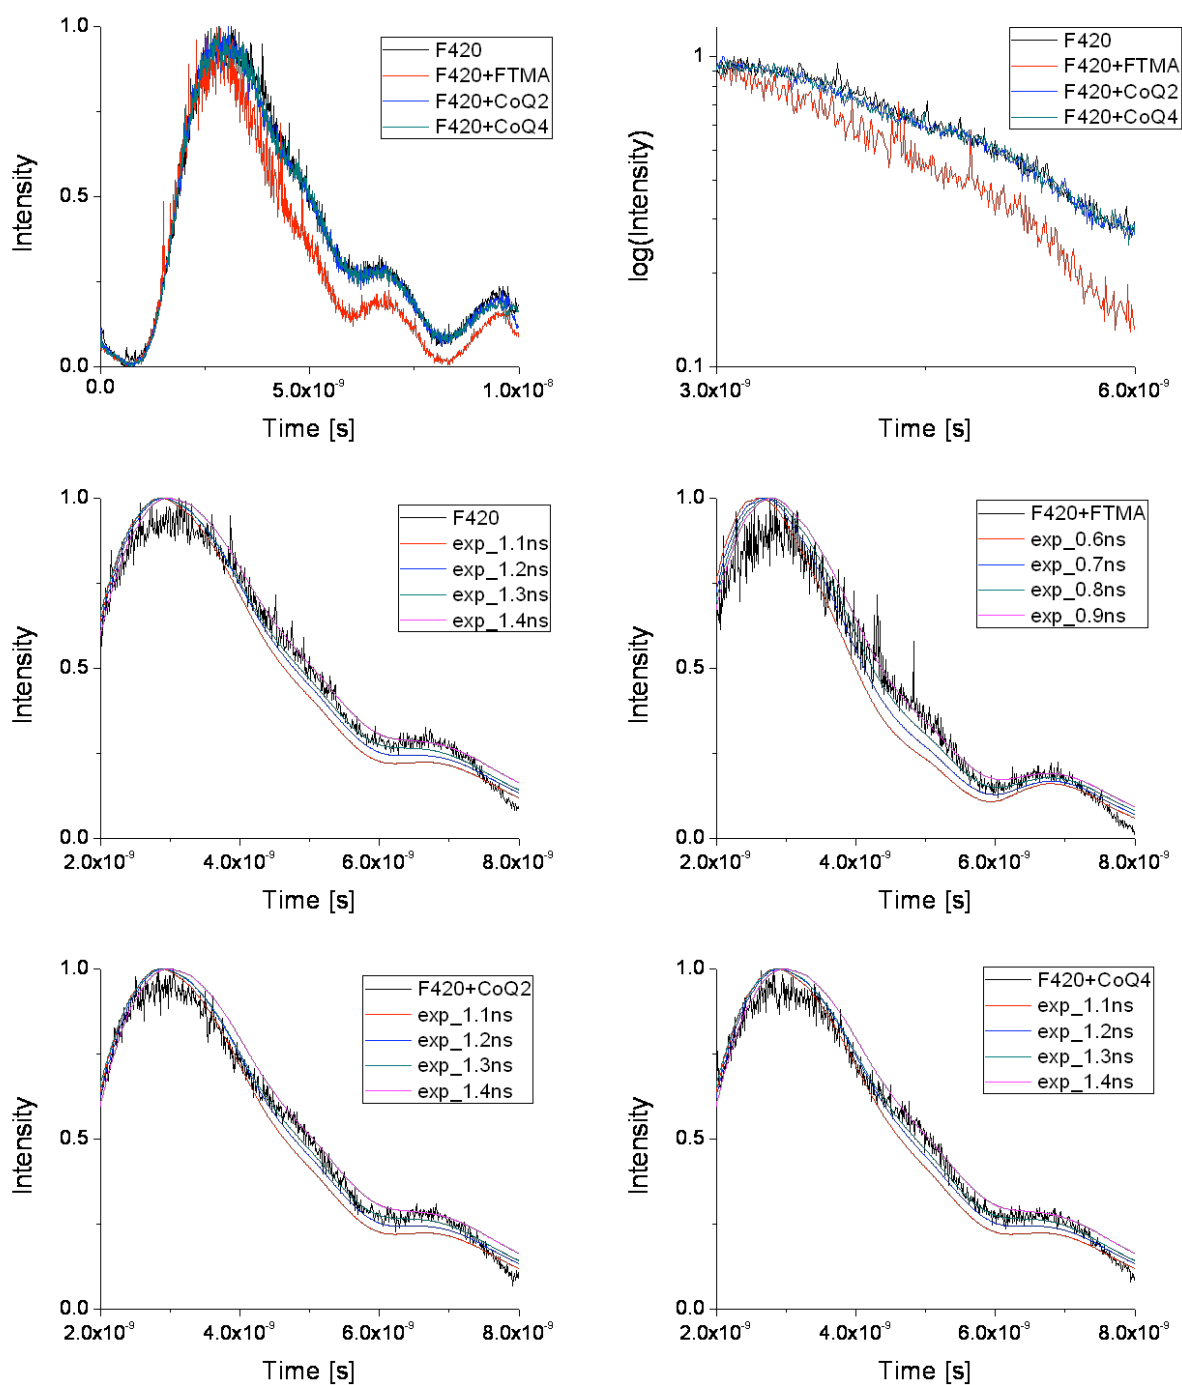 1.0
0.5
0.0
Intensity
F420
F420+FTMA
F420+CoQ2
F420+CoQ4
0.0
5.0x10⁻⁹
1.0x10⁻⁸
Time [s]
1
0.1
log(Intensity)
F420
F420+FTMA
F420+CoQ2
F420+CoQ4
3.0x10⁻⁹
6.0x10⁻⁹
Time [s]
1.0
0.5
0.0
Intensity
F420
exp_1.1ns
exp_1.2ns
exp_1.3ns
exp_1.4ns
2.0x10⁻⁹
4.0x10⁻⁹
6.0x10⁻⁹
8.0x10⁻⁹
Time [s]
1.0
0.5
0.0
Intensity
F420+FTMA
exp_0.6ns
exp_0.7ns
exp_0.8ns
exp_0.9ns
2.0x10⁻⁹
4.0x10⁻⁹
6.0x10⁻⁹
8.0x10⁻⁹
Time [s]
1.0
0.5
0.0
Intensity
F420+CoQ2
exp_1.1ns
exp_1.2ns
exp_1.3ns
exp_1.4ns
2.0x10⁻⁹
4.0x10⁻⁹
6.0x10⁻⁹
8.0x10⁻⁹
Time [s]
1.0
0.5
0.0
Intensity
F420+CoQ4
exp_1.1ns
exp_1.2ns
exp_1.3ns
exp_1.4ns
2.0x10⁻⁹
4.0x10⁻⁹
6.0x10⁻⁹
8.0x10⁻⁹
Time [s]